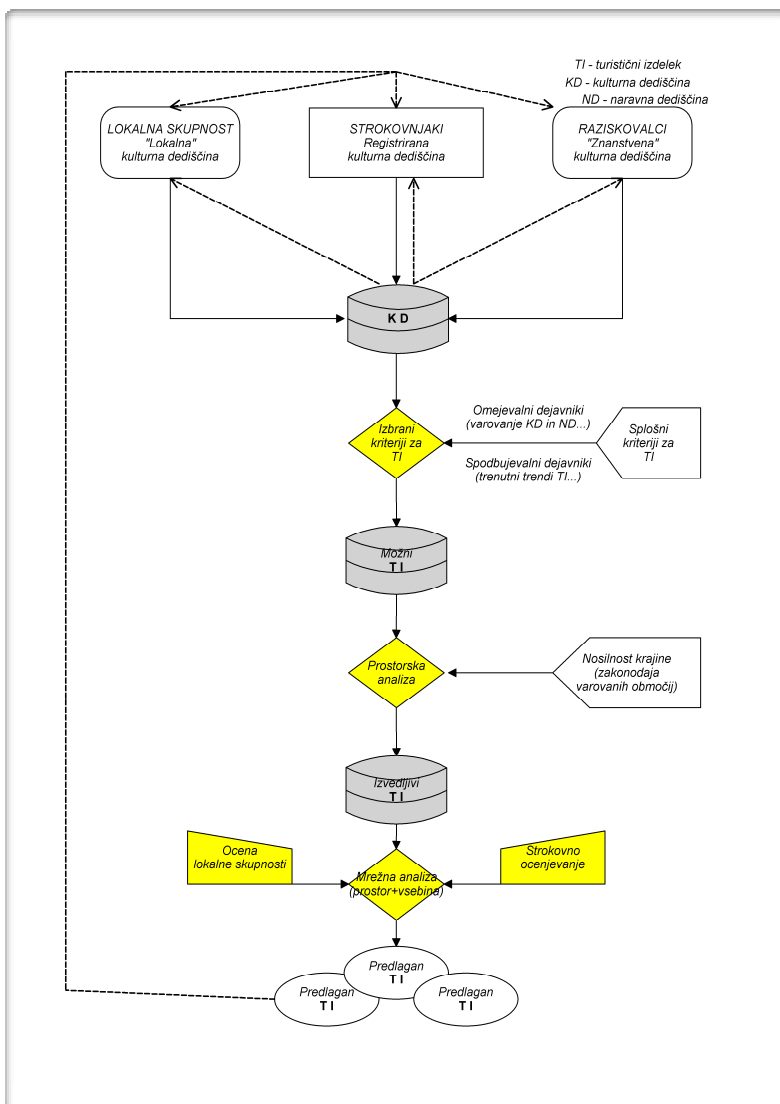 TI - turistični izdelek
KD - kulturna dediščina
ND - naravna dediščina
LOKALNA SKUPNOST
"Lokalna"
kulturna dediščina
STROKOVNJAKI
Registrirana
kulturna dediščina
RAZISKOVALCI
"Znanstvena"
kulturna dediščina
K D
Izbrani
kriteriji za
TI
Omejevalni dejavniki
(varovanje KD in ND...)
Spodbujevalni dejavniki
(trenutni trendi TI...)
Splošni
kriteriji za
TI
Možni
T I
Prostorska
analiza
Nosilnost krajine
(zakonodaja
varovanih območij)
Izvedljivi
T I
Ocena
lokalne skupnosti
Strokovno
ocenjevanje
Mrežna analiza
(prostor+vsebina)
Predlagan
T I
Predlagan
T I
Predlagan
T I